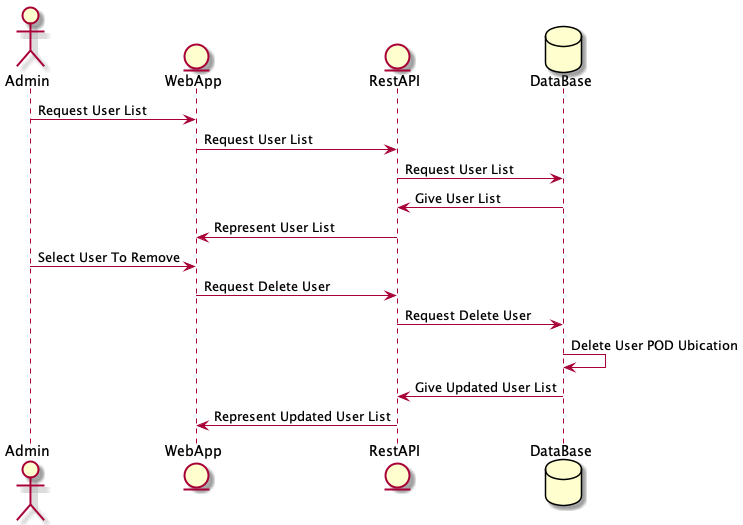 Admin
WebApp
RestAPI
DataBase
Request User List
Request User List
Request User List
Give User List
Represent User List
Select User To Remove
Request Delete User
Request Delete User
Delete User POD Ubication
Give Updated User List
Represent Updated User List
Admin
WebApp
RestAPI
DataBase